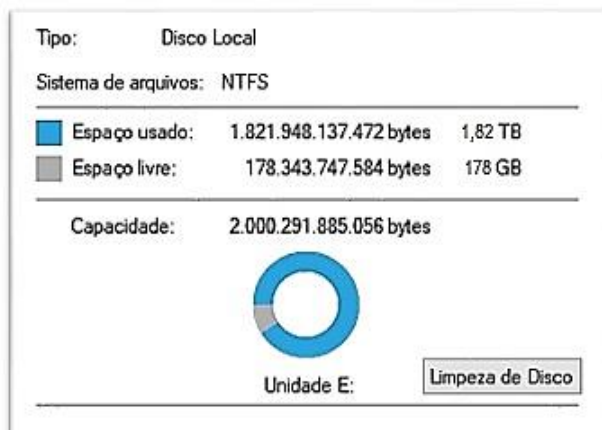 Tipo: Disco Local
Sistema de arquivos: NTFS
Espaço usado: 1.821.948.137.472 bytes 1,82 TB
Espaço livre: 178.343.747.584 bytes 178 GB
Capacidade: 2.000.291.885.056 bytes
Unidade E:
Limpeza de Disco